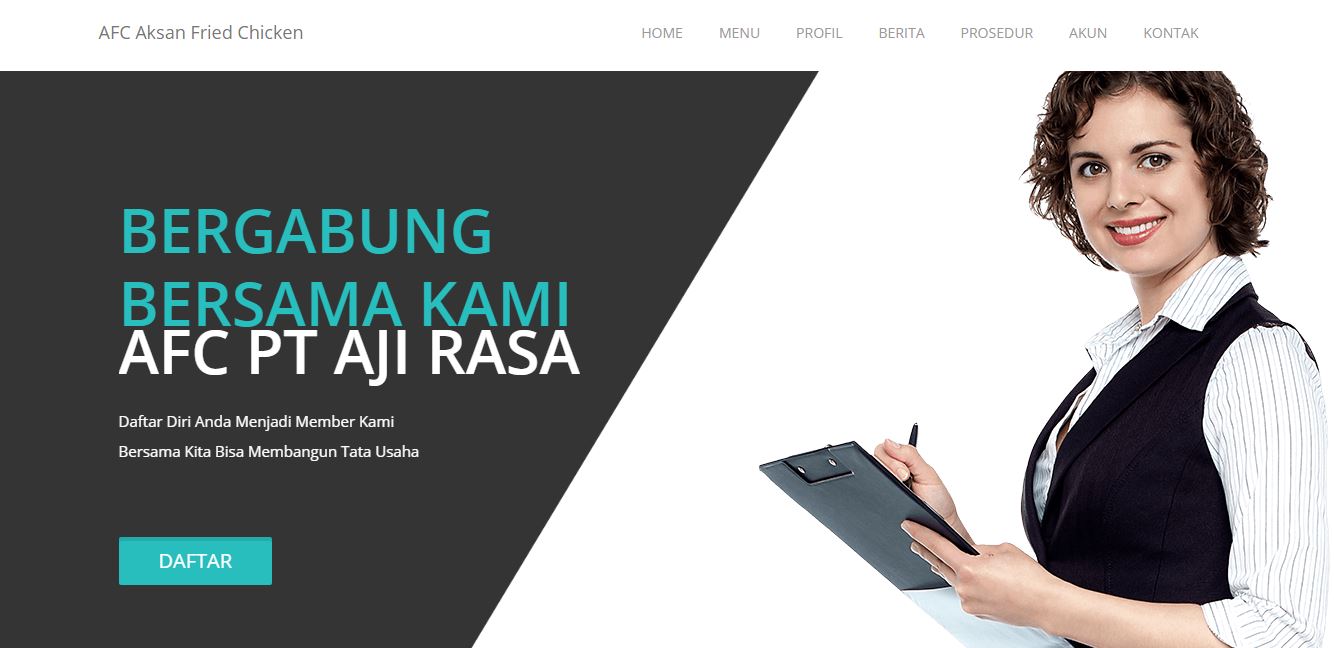 AFC Aksan Fried Chicken
HOME MENU PROFIL BERITA PROSEDUR AKUN KONTAK
BERGABUNG
BERSAMA KAMI
AFC PT AJI RASA
Daftar Diri Anda Menjadi Member Kami
Bersama Kita Bisa Membangun Tata Usaha
DAFTAR